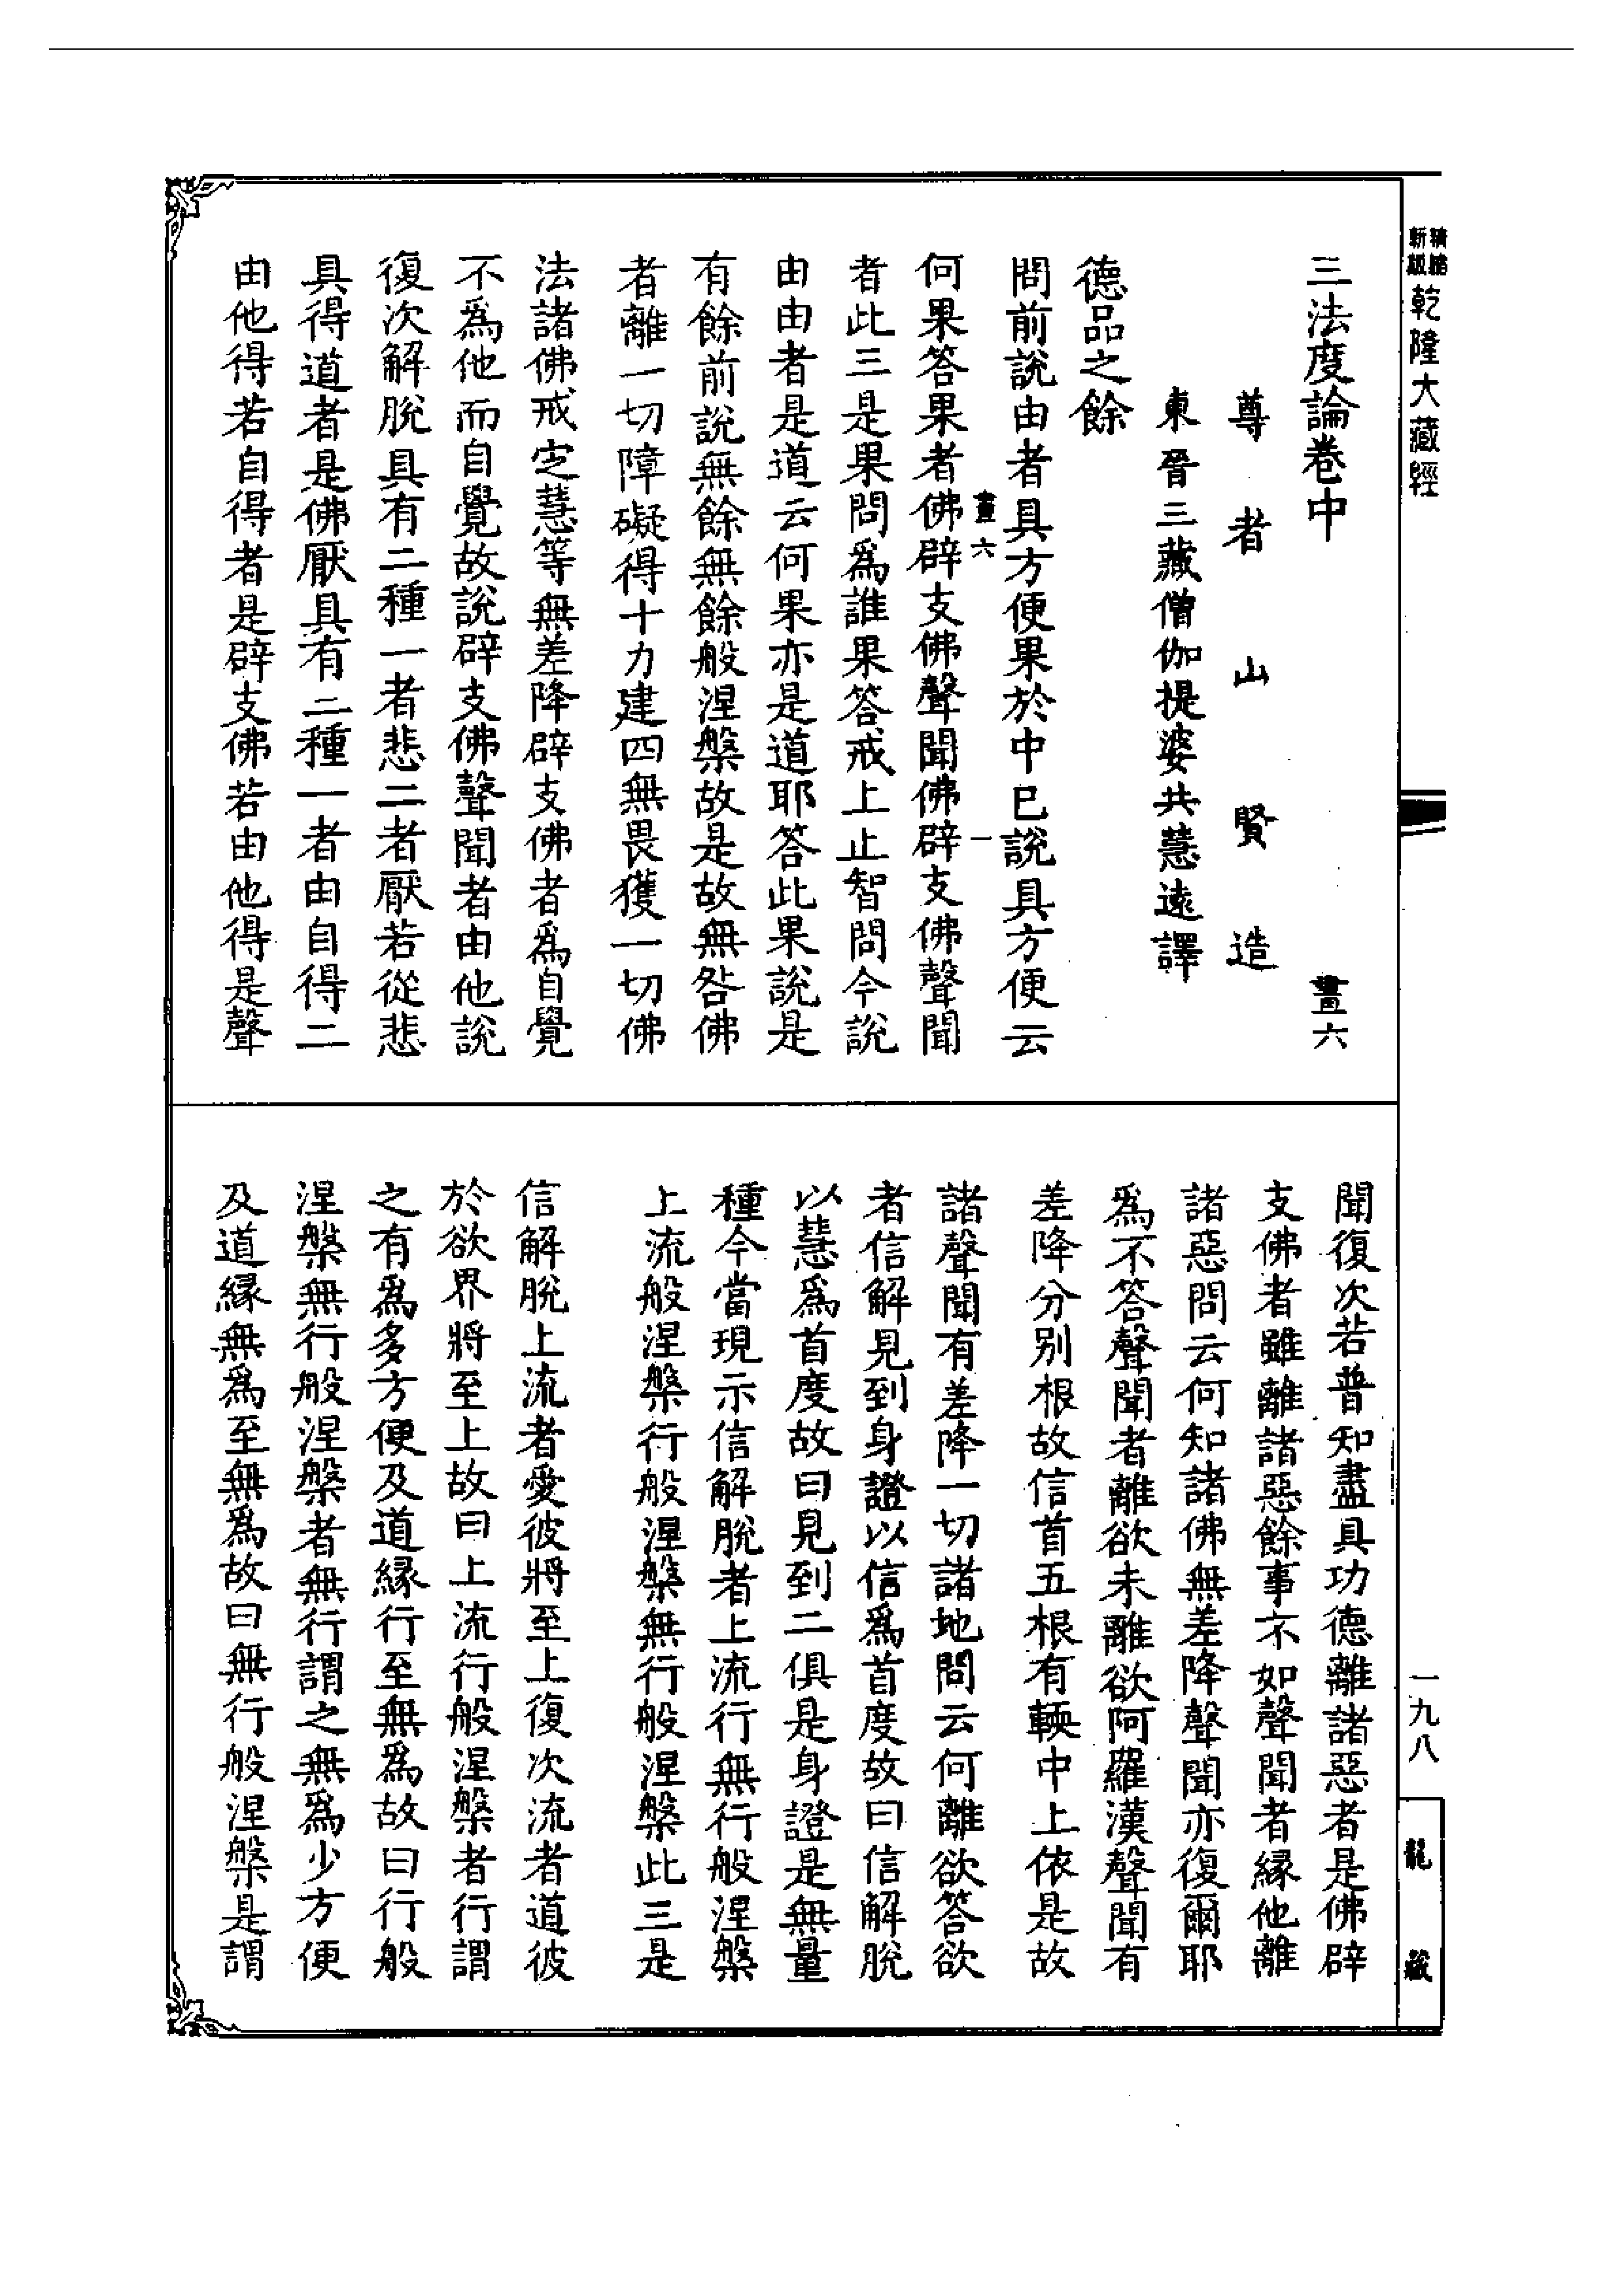 精縮
新版
乾隆大藏經
三法度論卷中
畫六
尊者山賢造
東晉三藏僧伽提婆共慧遠譯
德品之餘
問前說由者具方便果於中已說具方便云
畫六
一
何果答果者佛辟支佛聲聞佛辟支佛聲聞
者此三是果問爲誰果答戒上止智問今說
由由者是道云何果亦是道耶答此果說是
有餘前說無餘無餘般涅槃故是故無咎佛
者離一切障礙得十力建四無畏獲一切佛
法諸佛戒定慧等無差降辟支佛者爲自覺
不爲他而自覺故說辟支佛聲聞者由他說
復次解脫具有二種一者悲二者厭若從悲
具得道者是佛厭具有二種一者由自得二
由他得若自得者是辟支佛若由他得是聲
聞復次若普知盡具功德離諸惡者是佛辟
支佛者雖離諸惡餘事不如聲聞者緣他離
諸惡問云何知諸佛無差降聲聞亦復爾耶
爲不答聲聞者離欲未離欲阿羅漢聲聞有
差降分別根故信首五根有輭中上依是故
諸聲聞有差降一切諸地問云何離欲答欲
者信解見到身證以信爲首度故曰信解脫
以慧爲首度故曰見到二俱是身證是無量
種今當現示信解脫者上流行無行般涅槃
上流般涅槃行般涅槃無行般涅槃此三是
信解脫上流者愛彼將至上復次流者道彼
於欲界將至上故曰上流行般涅槃者行謂
之有爲多方便及道緣行至無爲故曰行般
涅槃無行般涅槃者無行謂之無爲少方便
及道緣無爲至無爲故曰無行般涅槃是謂
一九八
龍藏